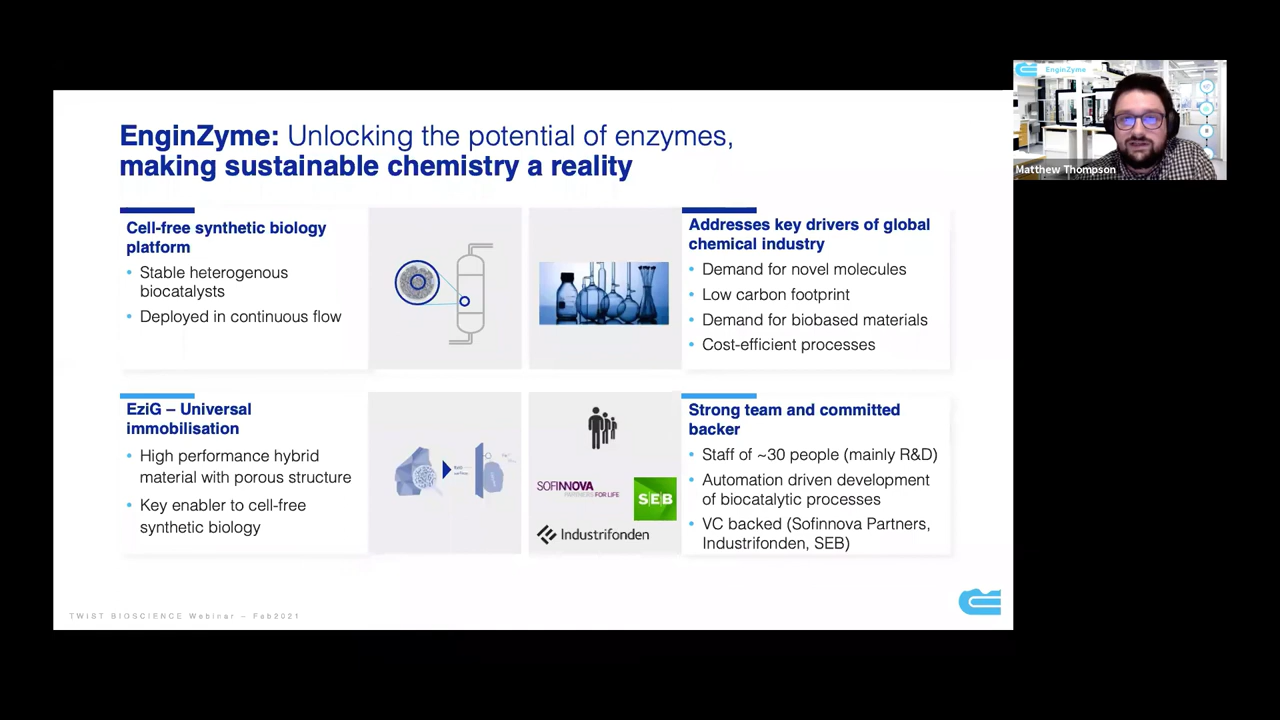 EnginZyme: Unlocking the potential of enzymes,
making sustainable chemistry a reality
Cell-free synthetic biology
platform
• Stable heterogenous
biocatalysts
• Deployed in continuous flow
Addresses key drivers of global
chemical industry
• Demand for novel molecules
• Low carbon footprint
• Demand for biobased materials
• Cost-efficient processes
EziG – Universal
immobilisation
• High performance hybrid
material with porous structure
• Key enabler to cell-free
synthetic biology
SOFINNOVA
PARTNERS FOR LIFE
SEB
Industrifonden
Strong team and committed
backer
• Staff of ~30 people (mainly R&D)
• Automation driven development
of biocatalytic processes
• VC backed (Sofinnova Partners,
Industrifonden, SEB)
TWIST BIOSCIENCE Webinar – Feb2021
EnginZyme
Matthew Thompson